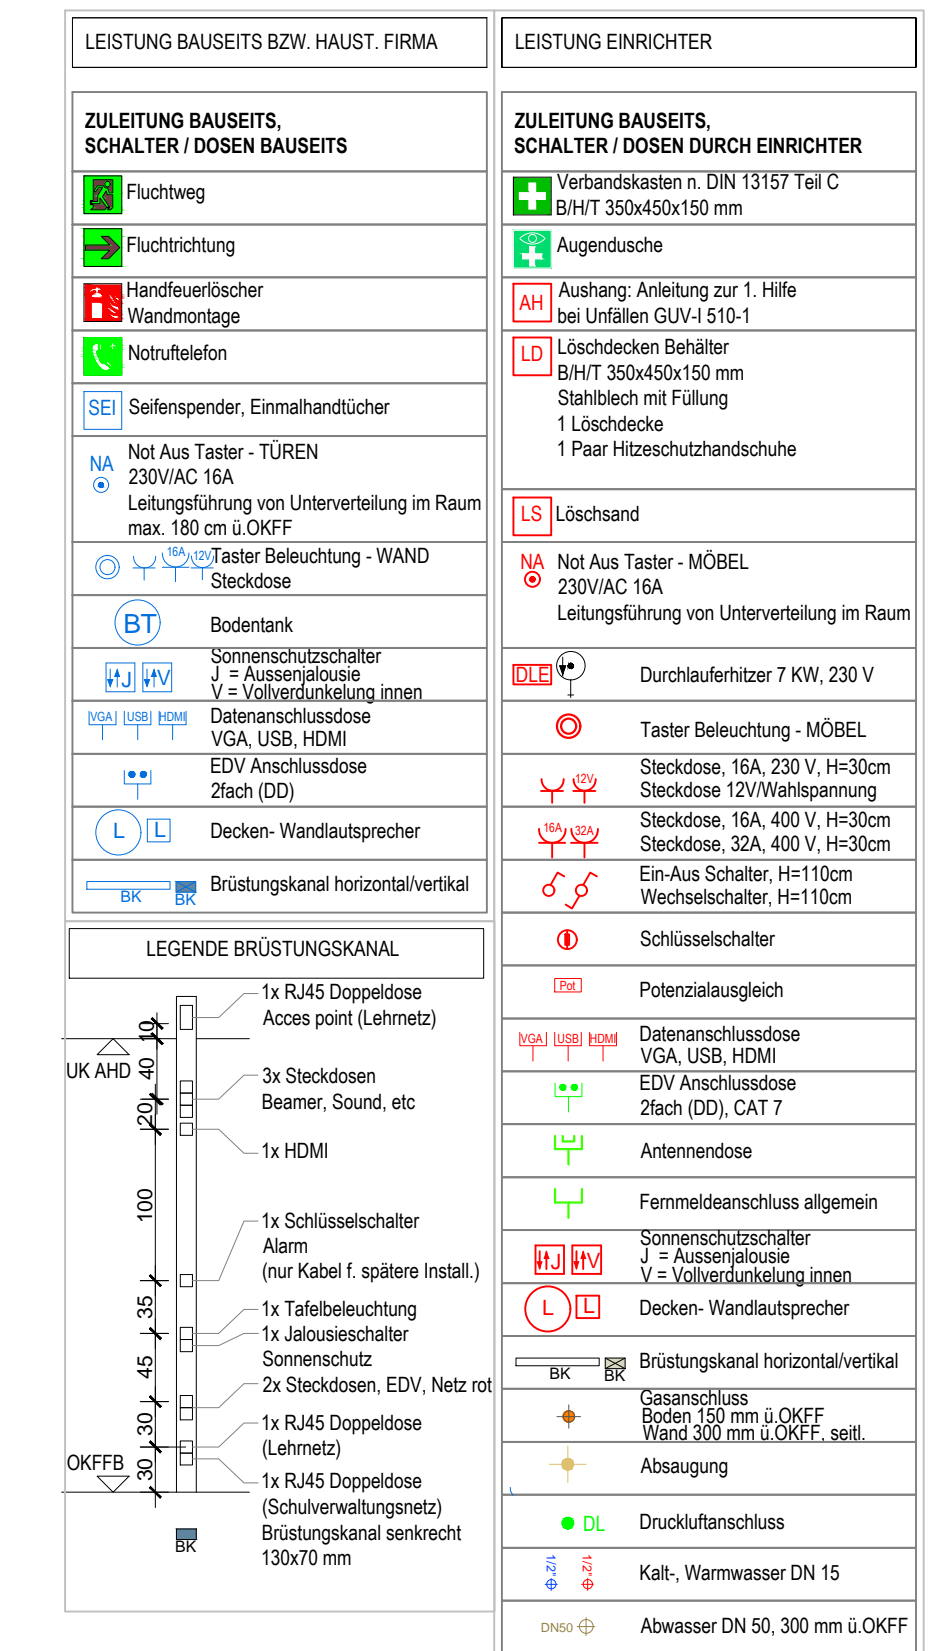 LEISTUNG BAUSEITS BZW. HAUST. FIRMA
ZULEITUNG BAUSEITS,
SCHALTER / DOSEN BAUSEITS
Fluchtweg
Fluchtrichtung
Handfeuerlöscher
Wandmontage
Notruftelefon
SEI Seifenspender, Einmalhandtücher
NA Not Aus Taster - TÜREN
230V/AC 16A
Leitungsführung von Unterverteilung im Raum
max. 180 cm ü.OKFF
16A 12V Taster Beleuchtung - WAND
Steckdose
BT Bodentank
Sonnenschutzschalter
J V J = Aussenjalousie
V = Vollverdunkelung innen
VGA USB HDMI Datenanschlussdose
VGA, USB, HDMI
EDV Anschlussdose
2fach (DD)
L L Decken- Wandlautsprecher
BK BK Brüstungskanal horizontal/vertikal
LEGENDE BRÜSTUNGSKANAL
1x RJ45 Doppeldose
Acces point (Lehrnetz)
10
UK AHD
40
3x Steckdosen
Beamer, Sound, etc
20
1x HDMI
100
1x Schlüsselschalter
Alarm
(nur Kabel f. spätere Install.)
35
1x Tafelbeleuchtung
1x Jalousieschalter
Sonnenschutz
45
2x Steckdosen, EDV, Netz rot
30
1x RJ45 Doppeldose
(Lehrnetz)
OKFFB
30
1x RJ45 Doppeldose
(Schulverwaltungsnetz)
Brüstungskanal senkrecht
130x70 mm
BK
LEISTUNG EINRICHTER
ZULEITUNG BAUSEITS,
SCHALTER / DOSEN DURCH EINRICHTER
Verbandskasten n. DIN 13157 Teil C
B/H/T 350x450x150 mm
Augendusche
AH Aushang: Anleitung zur 1. Hilfe
bei Unfällen GUV-I 510-1
LD Löschdecken Behälter
B/H/T 350x450x150 mm
Stahlblech mit Füllung
1 Löschdecke
1 Paar Hitzeschutzhandschuhe
LS Löschsand
NA Not Aus Taster - MÖBEL
230V/AC 16A
Leitungsführung von Unterverteilung im Raum
DLE Durchlauferhitzer 7 KW, 230 V
Taster Beleuchtung - MÖBEL
Steckdose, 16A, 230 V, H=30cm
12V Steckdose 12V/Wahlspannung
Steckdose, 16A, 400 V, H=30cm
16A 32A Steckdose, 32A, 400 V, H=30cm
Ein-Aus Schalter, H=110cm
Wechselschalter, H=110cm
Schlüsselschalter
Pot Potenzialausgleich
VGA USB HDMI Datenanschlussdose
VGA, USB, HDMI
EDV Anschlussdose
2fach (DD), CAT 7
Antennendose
Fernmeldeanschluss allgemein
Sonnenschutzschalter
J V J = Aussenjalousie
V = Vollverdunkelung innen
L L Decken- Wandlautsprecher
BK BK Brüstungskanal horizontal/vertikal
Gasanschluss
Boden 150 mm ü.OKFF
Wand 300 mm ü.OKFF, seitl.
Absaugung
DL Druckluftanschluss
1/2" 1/2" Kalt-, Warmwasser DN 15
DN50 Abwasser DN 50, 300 mm ü.OKFF